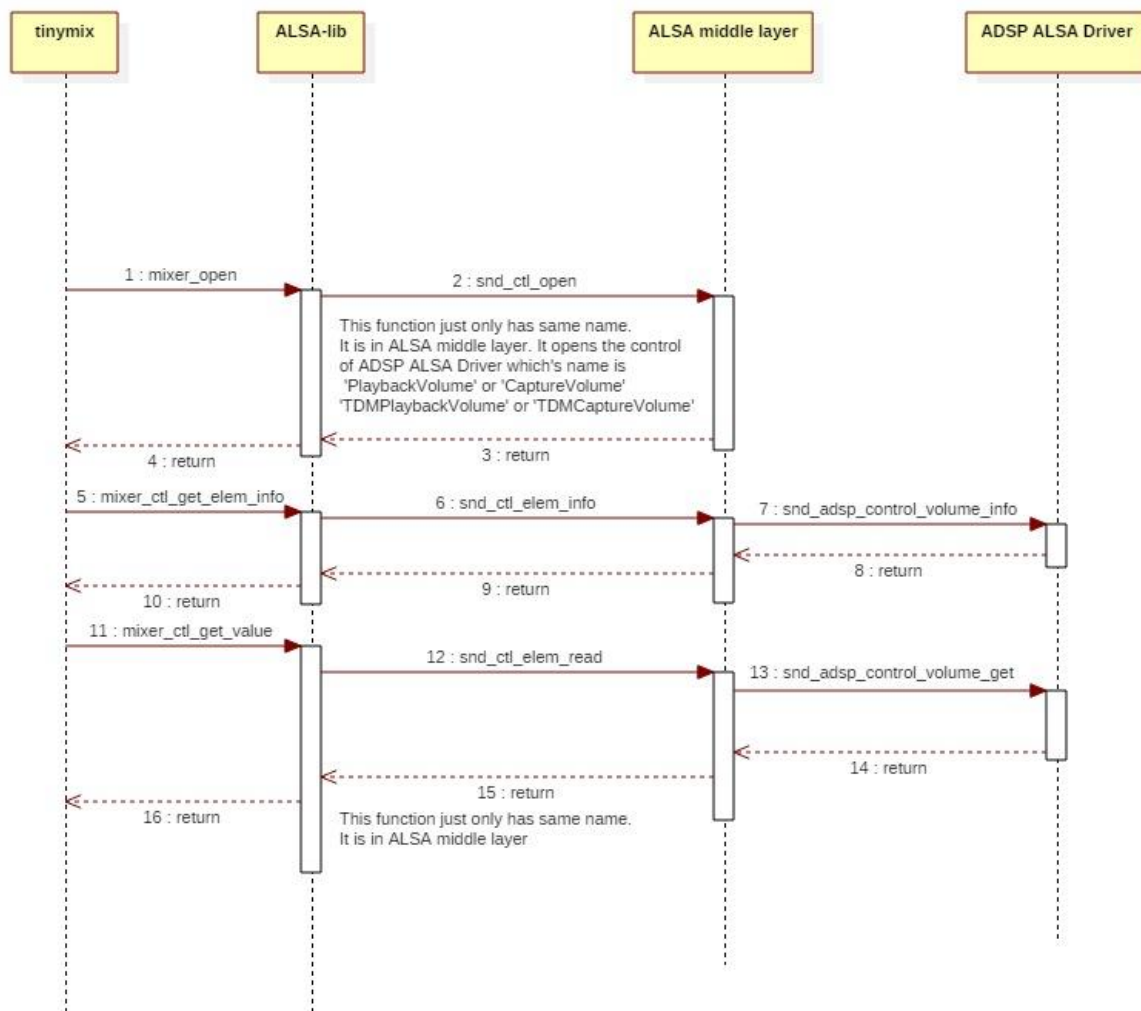 tinymix
ALSA-lib
ALSA middle layer
ADSP ALSA Driver
1 : mixer_open
2 : snd_ctl_open
This function just only has same name.
It is in ALSA middle layer. It opens the control
of ADSP ALSA Driver which's name is
'PlaybackVolume' or 'CaptureVolume'
'TDMPlaybackVolume' or 'TDMCaptureVolume'
3 : return
4 : return
5 : mixer_ctl_get_elem_info
6 : snd_ctl_elem_info
7 : snd_adsp_control_volume_info
8 : return
9 : return
10 : return
11 : mixer_ctl_get_value
12 : snd_ctl_elem_read
13 : snd_adsp_control_volume_get
14 : return
15 : return
16 : return
This function just only has same name.
It is in ALSA middle layer